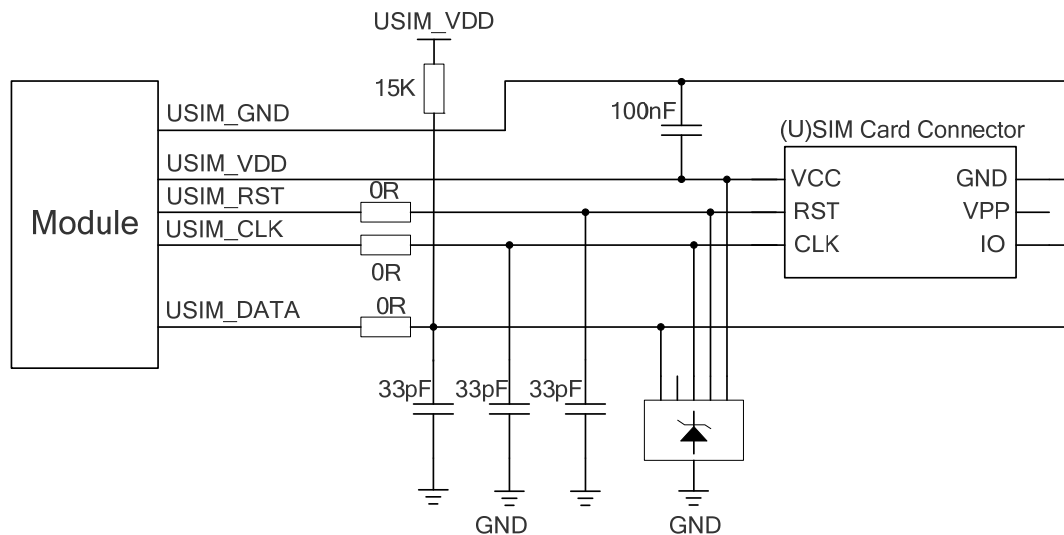 USIM_VDD
15K
USIM_GND
100nF
(U)SIM Card Connector
USIM_VDD
VCC
GND
0R
USIM_RST
RST
VPP
Module
USIM_CLK
CLK
IO
0R
USIM_DATA
0R
33pF
33pF
33pF
GND
GND